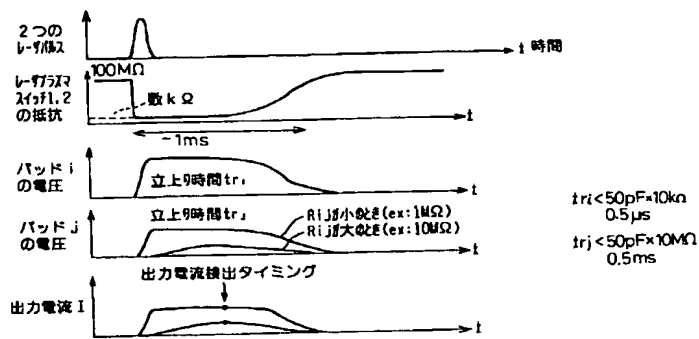 2つの
レーザパルス
t 時間
100MΩ
レーザプラズマ
スイッチ1,2
の抵抗
数kΩ
t
~1ms
パッドi
の電圧
立上り時間tri
t
tri<50pF×10kΩ
0.5μs
パッドj
の電圧
立上り時間trj
Rijが小のとき(ex:1MΩ)
Rijが大のとき(ex:10MΩ)
t
trj<50pF×10MΩ
0.5ms
出力電流検出タイミング
出力電流I
t